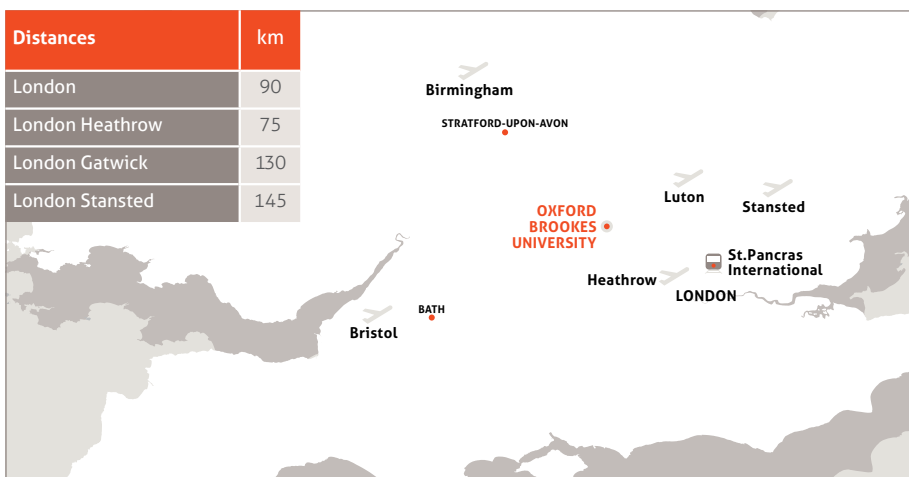 Distances km
London 90
London Heathrow 75
London Gatwick 130
London Stansted 145
Birmingham
STRATFORD-UPON-AVON
Luton
Stansted
OXFORD
BROOKES
UNIVERSITY
St.Pancras
International
Heathrow
LONDON
BATH
Bristol